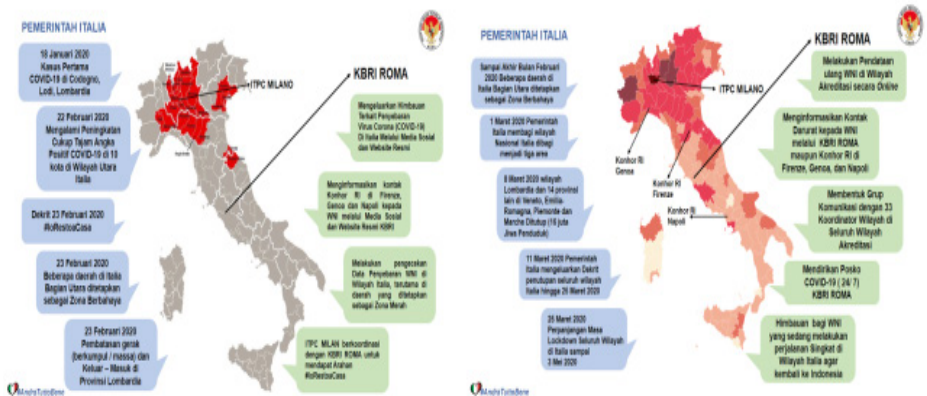 PEMERINTAH ITALIA
18 Januari 2020
Kasus Pertama
COVID-19 di Codogno,
Lodi, Lombardia
22 Februari 2020
Mengalami Peningkatan
Cukup Tajam Angka
Positif COVID-19 di 10
kota di Wilayah Utara
Italia
Dekrit 23 Februari 2020
#IoRestoaCasa
23 Februari 2020
Beberapa daerah di Italia
Bagian Utara ditetapkan
sebagai Zona Berbahaya
23 Februari 2020
Pembatasan gerak
(berkumpul / massa) dan
Keluar – Masuk di
Provinsi Lombardia
ITPC MILANO
KBRI ROMA
Mengeluarkan Himbauan
Terkait Penyebaran
Virus Corona (COVID-19)
Di Italia Melalui Media Sosial
dan Website Resmi
Menginformasikan kontak
Konhor RI di Firenze,
Genoa dan Napoli kepada
WNI melalui Media Sosial
dan Website Resmi KBRI
Melakukan pengecekan
Data Penyebaran WNI di
Wilayah Italia, terutama di
daerah yang ditetapkan
sebagai Zona Merah
ITPC MILAN berkoordinasi
dengan KBRI ROMA untuk
mendapat Arahan
#IoRestoaCasa
#AndraTuttoBene
PEMERINTAH ITALIA
Sampai Akhir Bulan Februari
2020 Beberapa daerah di
Italia Bagian Utara ditetapkan
sebagai Zona Berbahaya
1 Maret 2020 Pemerintah
Italia membagi wilayah
Nasional Italia dibagi
menjadi tiga area
8 Maret 2020 wilayah
Lombardia dan 14 provinsi
lain di Veneto, Emilia-
Romagna, Piemonte dan
Marche Ditutup (16 juta
Jiwa Penduduk)
11 Maret 2020 Pemerintah
Italia mengeluarkan Dekrit
penutupan seluruh wilayah
Italia hingga 25 Maret 2020
25 Maret 2020
Perpanjangan Masa
Lockdown Seluruh Wilayah
di Italia sampai
3 Mei 2020
ITPC MILANO
Konhor RI
Genoa
Konhor RI
Firenze
Konhor RI
Napoli
KBRI ROMA
Melakukan Pendataan
ulang WNI di Wilayah
Akreditasi secara Online
Menginformasikan Kontak
Darurat kepada WNI
melalui KBRI ROMA
maupun Konhor RI di
Firenze, Genoa, dan Napoli
Membentuk Grup
Komunikasi dengan 33
Koordinator Wilayah di
Seluruh Wilayah
Akreditasi
Mendirikan Posko
COVID-19 ( 24/ 7)
KBRI ROMA
Himbauan bagi WNI
yang sedang melakukan
perjalanan Singkat di
Wilayah Italia agar
kembali ke Indonesia
#AndraTuttoBene